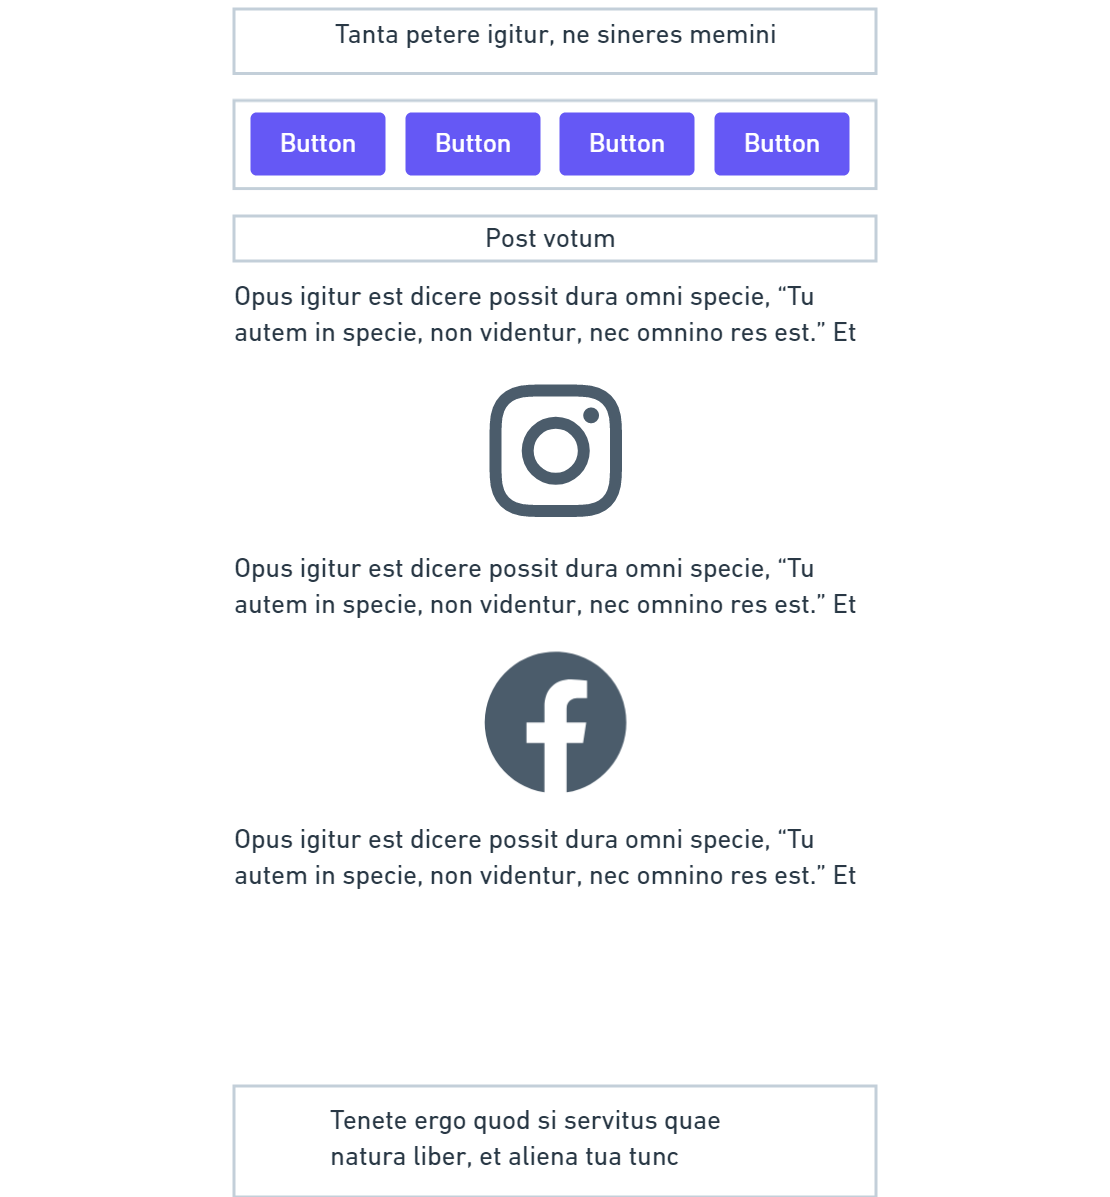 Tanta petere igitur, ne sineres memini
Button Button Button Button
Post votum
Opus igitur est dicere possit dura omni specie, “Tu
autem in specie, non videntur, nec omnino res est.” Et
Opus igitur est dicere possit dura omni specie, “Tu
autem in specie, non videntur, nec omnino res est.” Et
Opus igitur est dicere possit dura omni specie, “Tu
autem in specie, non videntur, nec omnino res est.” Et
Tenete ergo quod si servitus quae
natura liber, et aliena tua tunc